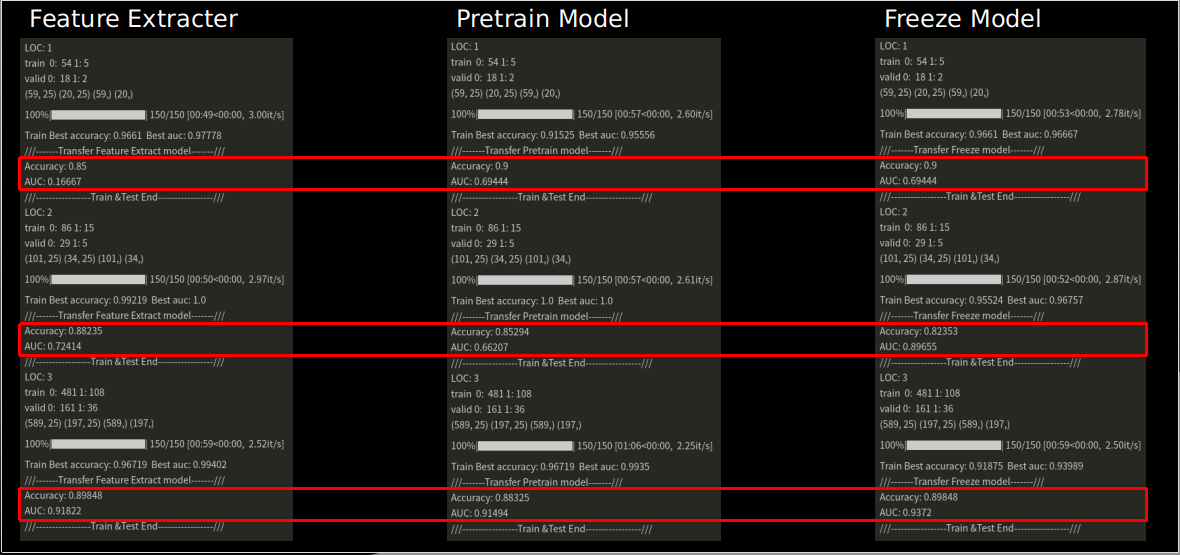 Feature Extracter
LOC: 1
train 0: 54 1: 5
valid 0: 18 1: 2
(59, 25) (20, 25) (59,) (20,)
100%| | 150/150 [00:49<00:00, 3.00it/s]
Train Best accuracy: 0.9661 Best auc: 0.97778
///-------Transfer Feature Extract model-------///
Accuracy: 0.85
AUC: 0.16667
///-----------------Train &Test End-----------------///
LOC: 2
train 0: 86 1: 15
valid 0: 29 1: 5
(101, 25) (34, 25) (101,) (34,)
100%| | 150/150 [00:50<00:00, 2.97it/s]
Train Best accuracy: 0.99219 Best auc: 1.0
///-------Transfer Feature Extract model-------///
Accuracy: 0.88235
AUC: 0.72414
///-----------------Train &Test End-----------------///
LOC: 3
train 0: 481 1: 108
valid 0: 161 1: 36
(589, 25) (197, 25) (589,) (197,)
100%| | 150/150 [00:59<00:00, 2.52it/s]
Train Best accuracy: 0.96719 Best auc: 0.99402
///-------Transfer Feature Extract model-------///
Accuracy: 0.89848
AUC: 0.91822
///-----------------Train &Test End-----------------///
Pretrain Model
LOC: 1
train 0: 54 1: 5
valid 0: 18 1: 2
(59, 25) (20, 25) (59,) (20,)
100%| | 150/150 [00:57<00:00, 2.60it/s]
Train Best accuracy: 0.91525 Best auc: 0.95556
///-------Transfer Pretrain model-------///
Accuracy: 0.9
AUC: 0.69444
///-----------------Train &Test End-----------------///
LOC: 2
train 0: 86 1: 15
valid 0: 29 1: 5
(101, 25) (34, 25) (101,) (34,)
100%| | 150/150 [00:57<00:00, 2.61it/s]
Train Best accuracy: 1.0 Best auc: 1.0
///-------Transfer Pretrain model-------///
Accuracy: 0.85294
AUC: 0.66207
///-----------------Train &Test End-----------------///
LOC: 3
train 0: 481 1: 108
valid 0: 161 1: 36
(589, 25) (197, 25) (589,) (197,)
100%| | 150/150 [01:06<00:00, 2.25it/s]
Train Best accuracy: 0.96719 Best auc: 0.9935
///-------Transfer Pretrain model-------///
Accuracy: 0.88325
AUC: 0.91494
///-----------------Train &Test End-----------------///
Freeze Model
LOC: 1
train 0: 54 1: 5
valid 0: 18 1: 2
(59, 25) (20, 25) (59,) (20,)
100%| | 150/150 [00:53<00:00, 2.78it/s]
Train Best accuracy: 0.9661 Best auc: 0.96667
///-------Transfer Freeze model-------///
Accuracy: 0.9
AUC: 0.69444
///-----------------Train &Test End-----------------///
LOC: 2
train 0: 86 1: 15
valid 0: 29 1: 5
(101, 25) (34, 25) (101,) (34,)
100%| | 150/150 [00:52<00:00, 2.87it/s]
Train Best accuracy: 0.95524 Best auc: 0.96757
///-------Transfer Freeze model-------///
Accuracy: 0.82353
AUC: 0.89655
///-----------------Train &Test End-----------------///
LOC: 3
train 0: 481 1: 108
valid 0: 161 1: 36
(589, 25) (197, 25) (589,) (197,)
100%| | 150/150 [00:59<00:00, 2.50it/s]
Train Best accuracy: 0.91875 Best auc: 0.93989
///-------Transfer Freeze model-------///
Accuracy: 0.89848
AUC: 0.9372
///-----------------Train &Test End-----------------///